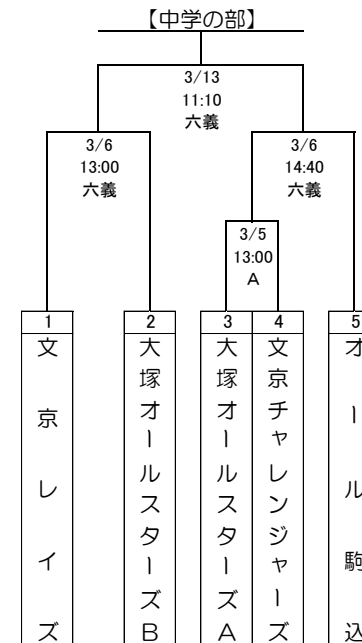 【中学の部】
3/13
11:10
六義
3/6
13:00
六義
3/6
14:40
六義
3/5
13:00
A
1
2
3
4
5
文京レイズ
大塚オールスターズB
大塚オールスターズA
文京チャレンジャーズ
オール駒込